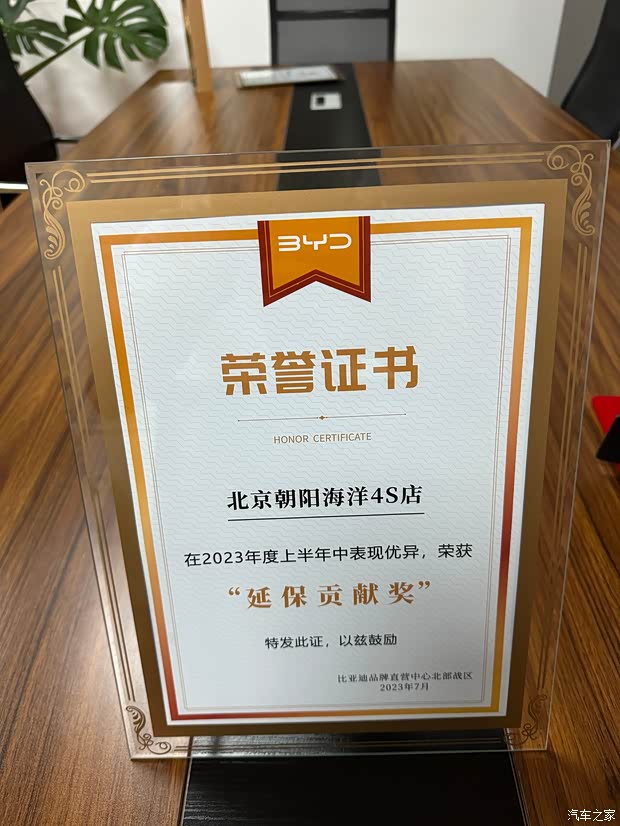 BYD
荣誉证书
HONOR CERTIFICATE
北京朝阳海洋4S店
在2023年度上半年中表现优异，荣获
“延保贡献奖”
特发此证，以兹鼓励
比亚迪品牌直营中心北部战区
2023年7月
汽车之家